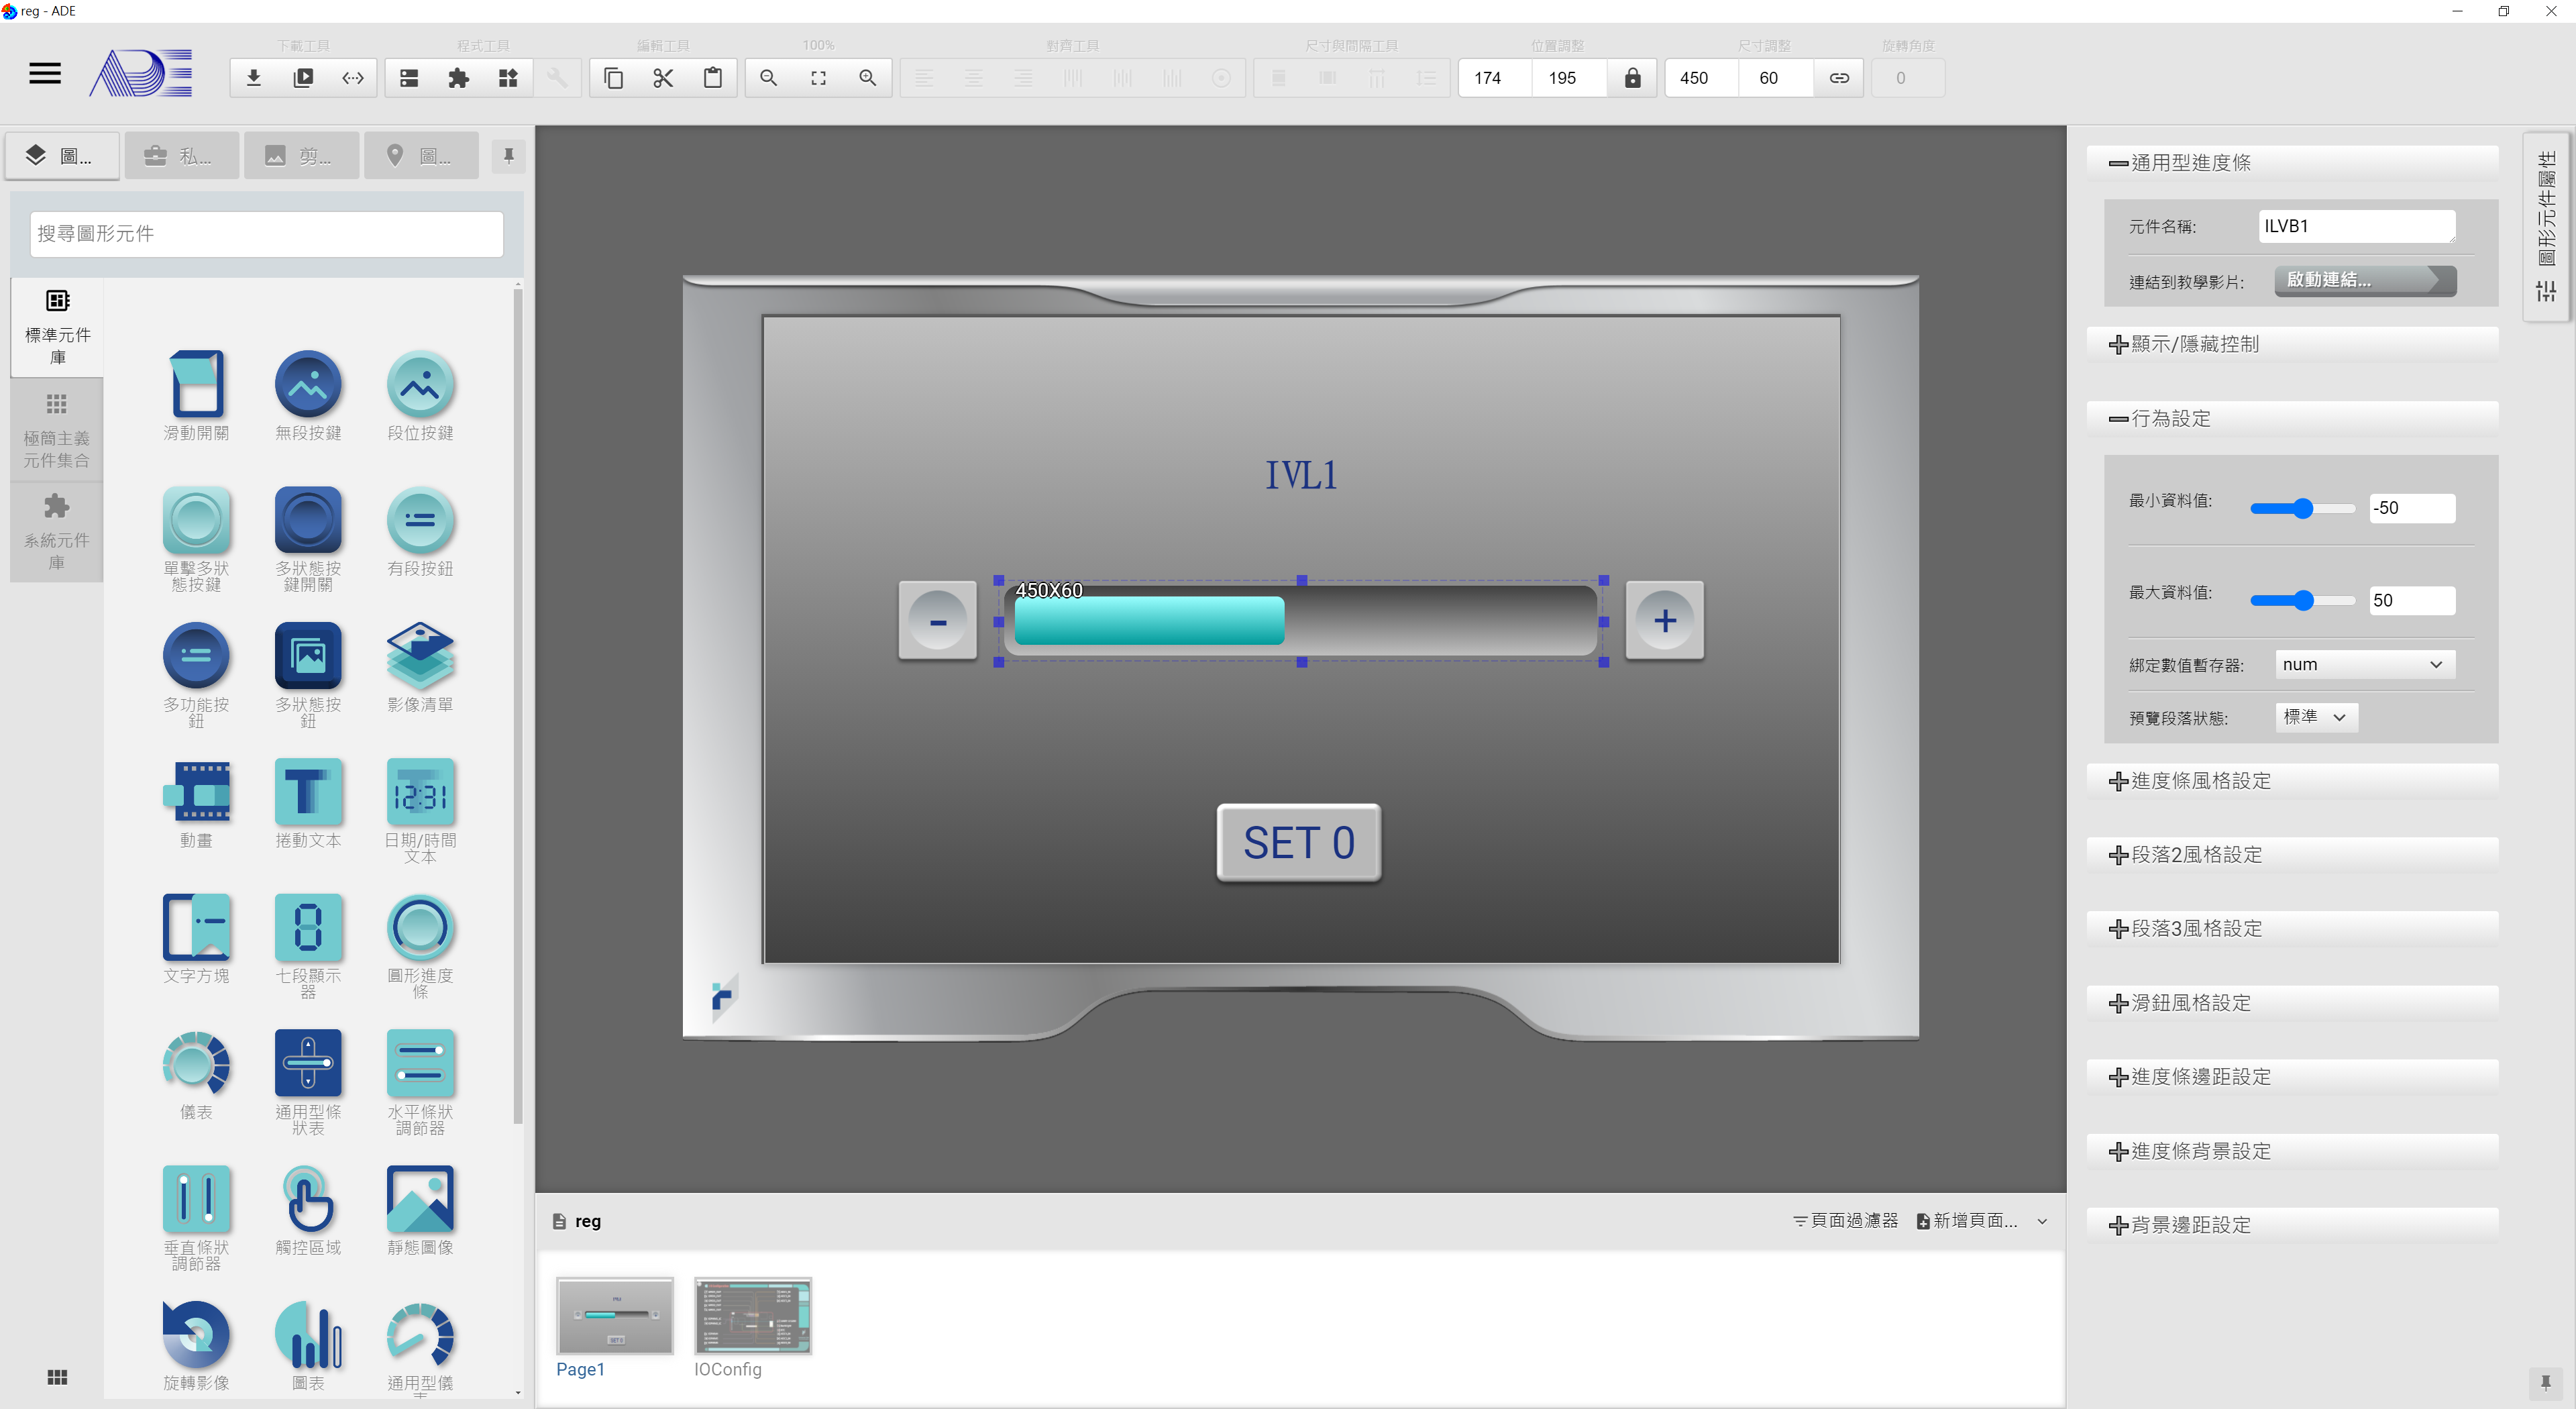 reg - ADE
下載工具
程式工具
編輯工具
100%
對齊工具
尺寸與間隔工具
位置調整
尺寸調整
旋轉角度
ADE
174
195
450
60
0
圖...
私...
剪...
圖...
搜尋圖形元件
標準元件
庫
極簡主義
元件集合
系統元件
庫
滑動開關
無段按鍵
段位按鍵
單擊多狀
態按鍵
多狀態按
鍵開關
有段按鈕
多功能按
鈕
多狀態按
鈕
影像清單
動畫
捲動文本
日期/時間
文本
12:31
文字方塊
七段顯示
器
圓形進度
條
儀表
通用型條
狀表
水平條狀
調節器
垂直條狀
調節器
觸控區域
靜態圖像
旋轉影像
圖表
通用型儀
IVL1
450X60
-
+
SET 0
reg
頁面過濾器
新增頁面...
Page1
IOConfig
通用型進度條
元件名稱:
ILVB1
連結到教學影片:
啟動連結...
顯示/隱藏控制
行為設定
最小資料值:
-50
最大資料值:
50
綁定數值暫存器:
num
預覽段落狀態:
標準
進度條風格設定
段落2風格設定
段落3風格設定
滑鈕風格設定
進度條邊距設定
進度條背景設定
背景邊距設定
圖形元件屬性